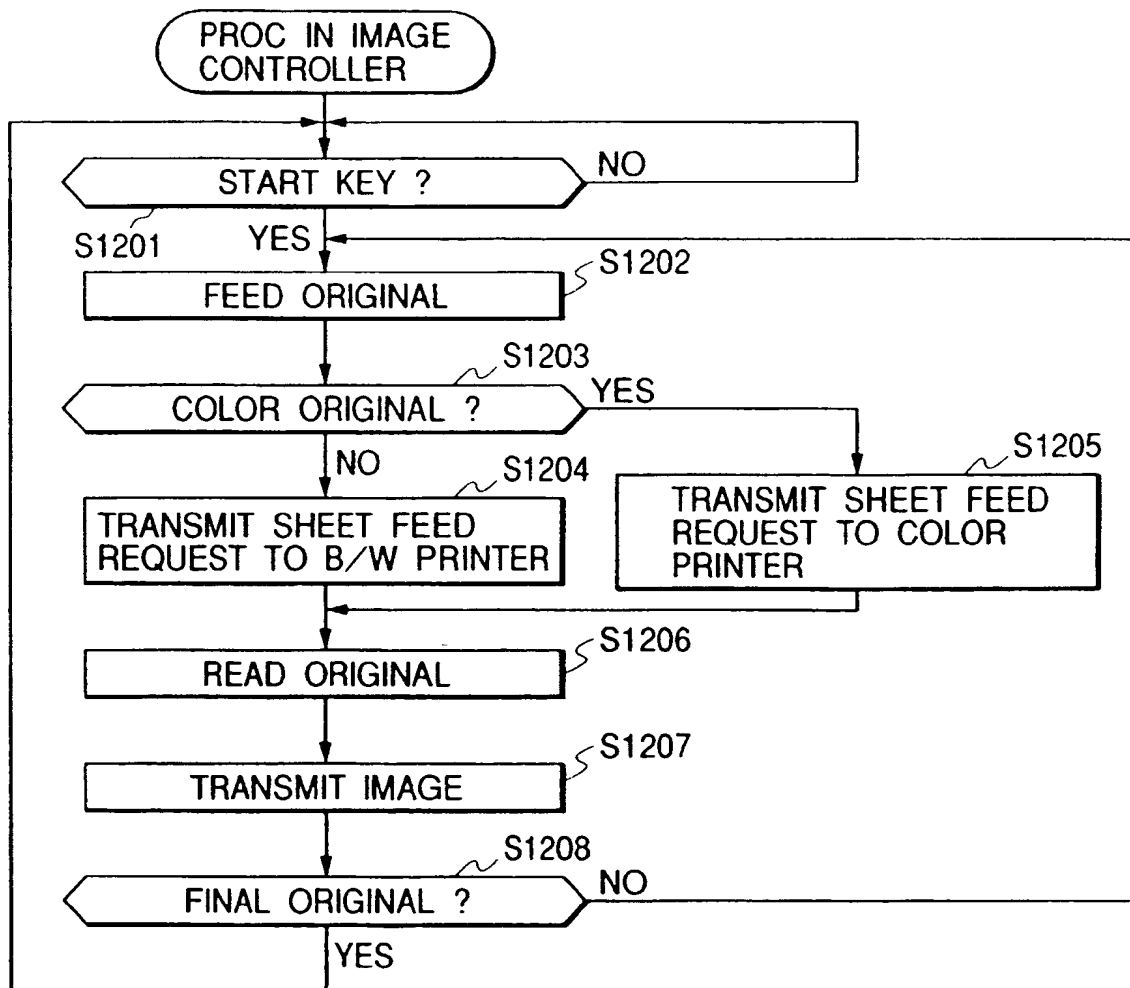 PROC IN IMAGE
CONTROLLER
START KEY ?
NO
S1201
YES
S1202
FEED ORIGINAL
S1203
COLOR ORIGINAL ?
YES
NO
S1204
S1205
TRANSMIT SHEET FEED
REQUEST TO B/W PRINTER
TRANSMIT SHEET FEED
REQUEST TO COLOR
PRINTER
S1206
READ ORIGINAL
S1207
TRANSMIT IMAGE
S1208
FINAL ORIGINAL ?
NO
YES